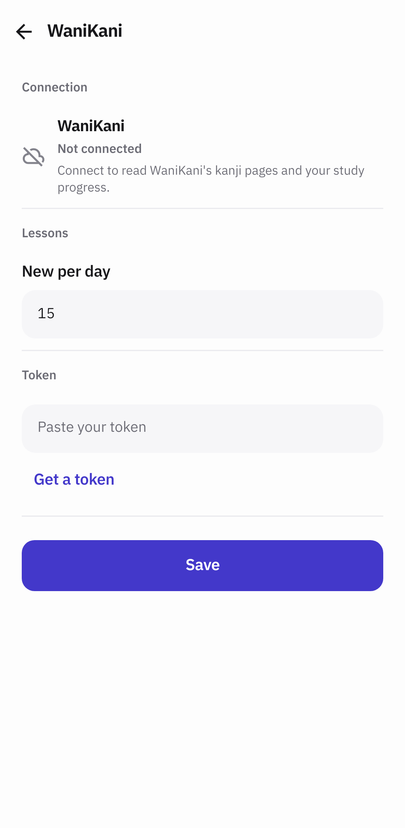 WaniKani
Connection
WaniKani
Not connected
Connect to read WaniKani's kanji pages and your study
progress.
Lessons
New per day
15
Token
Paste your token
Get a token
Save